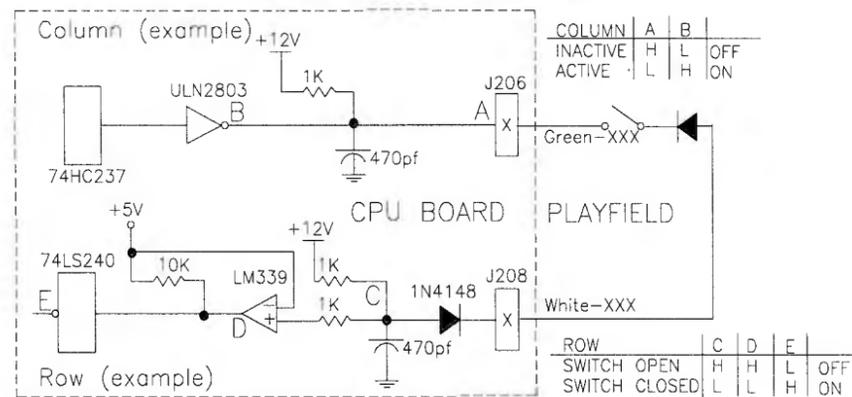 Column (example)
+12V
1K
ULN2803
B
A
J206
X
74HC237
470pf
Green-XXX
COLUMN A B
INACTIVE H L OFF
ACTIVE L H ON
CPU BOARD
PLAYFIELD
+5V
+12V
74LS240
10K
LM339
1K
C
1N4148
J208
E
D
1K
X
White-XXX
470pf
Row (example)
ROW C D E
SWITCH OPEN H H L OFF
SWITCH CLOSED L L H ON